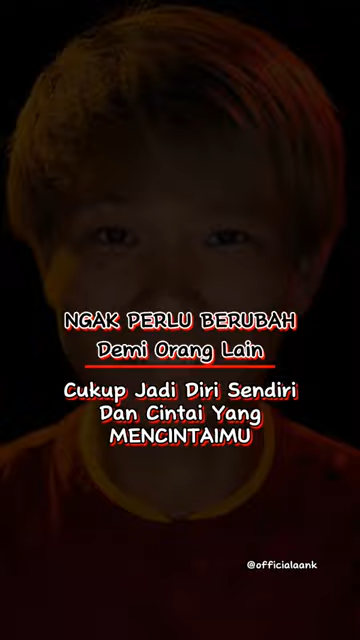 NGAK PERLU BERUBAH
Demi Orang Lain
Cukup Jadi Diri Sendiri
Dan Cintai Yang
MENCINTAIMU
@officialaank